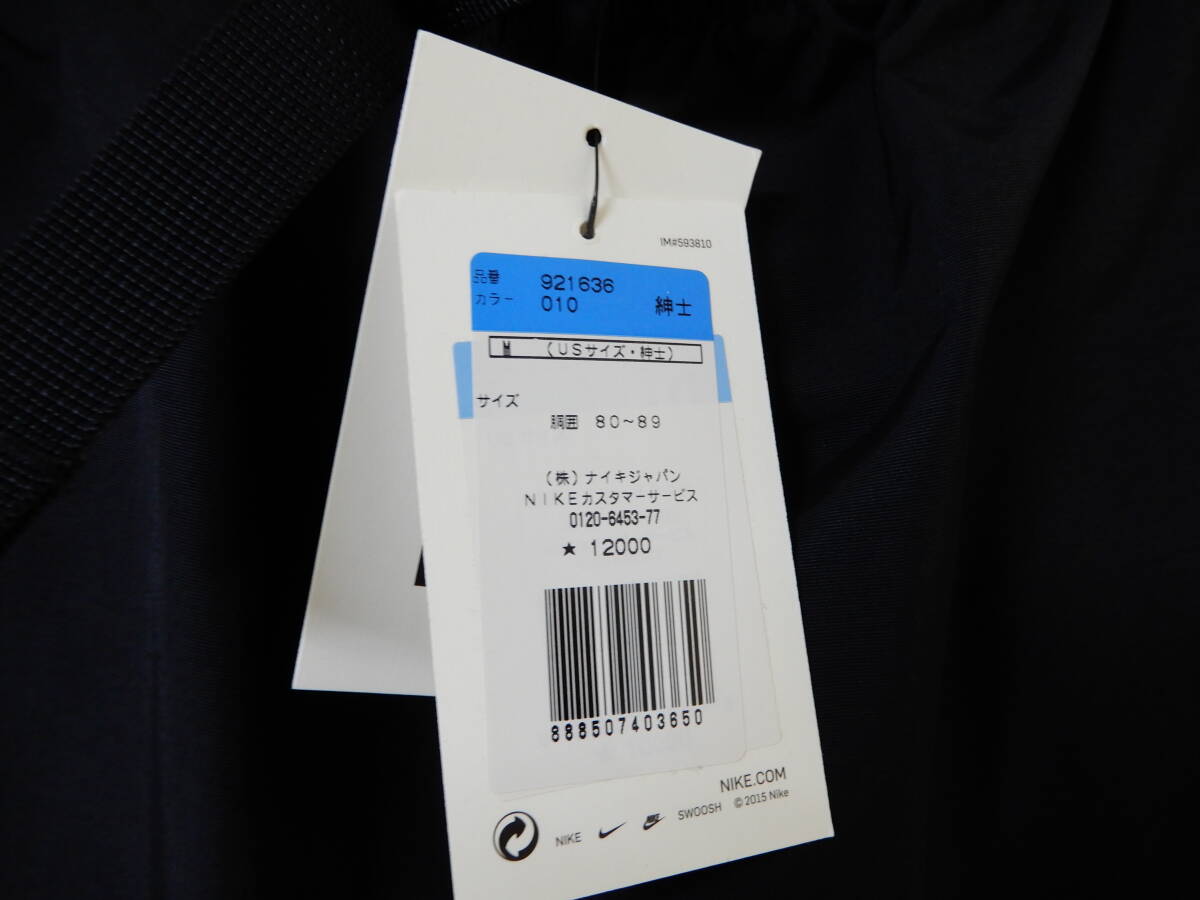 IM#593810
品番 921636
カラー 010 紳士
M (USサイズ・紳士)
サイズ
胴囲 80~89
(株)ナイキジャパン
NIKEカスタマーサービス
0120-6453-77
★ 12000
888507403650
NIKE.COM
NIKE SWOOSH © 2015 Nike